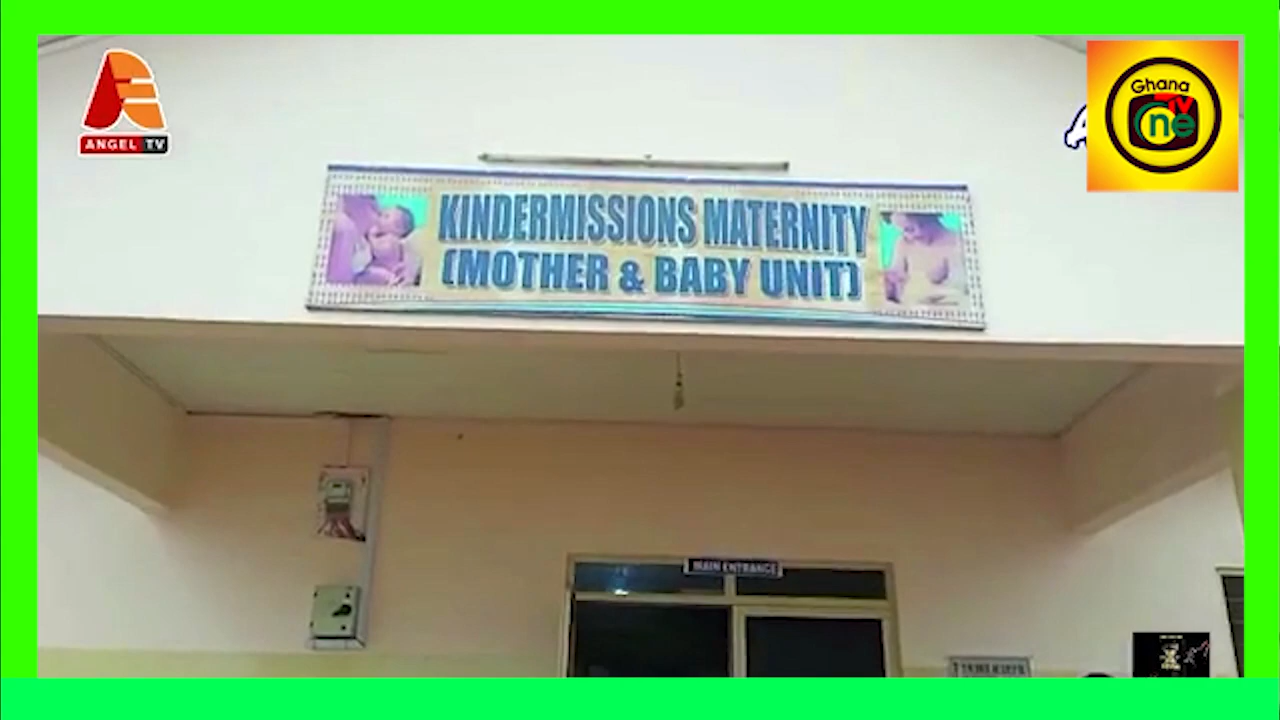 ANGEL TV
Ghana
TV
One
KINDERMISSIONS MATERNITY
(MOTHER & BABY UNIT)
MAIN ENTRANCE